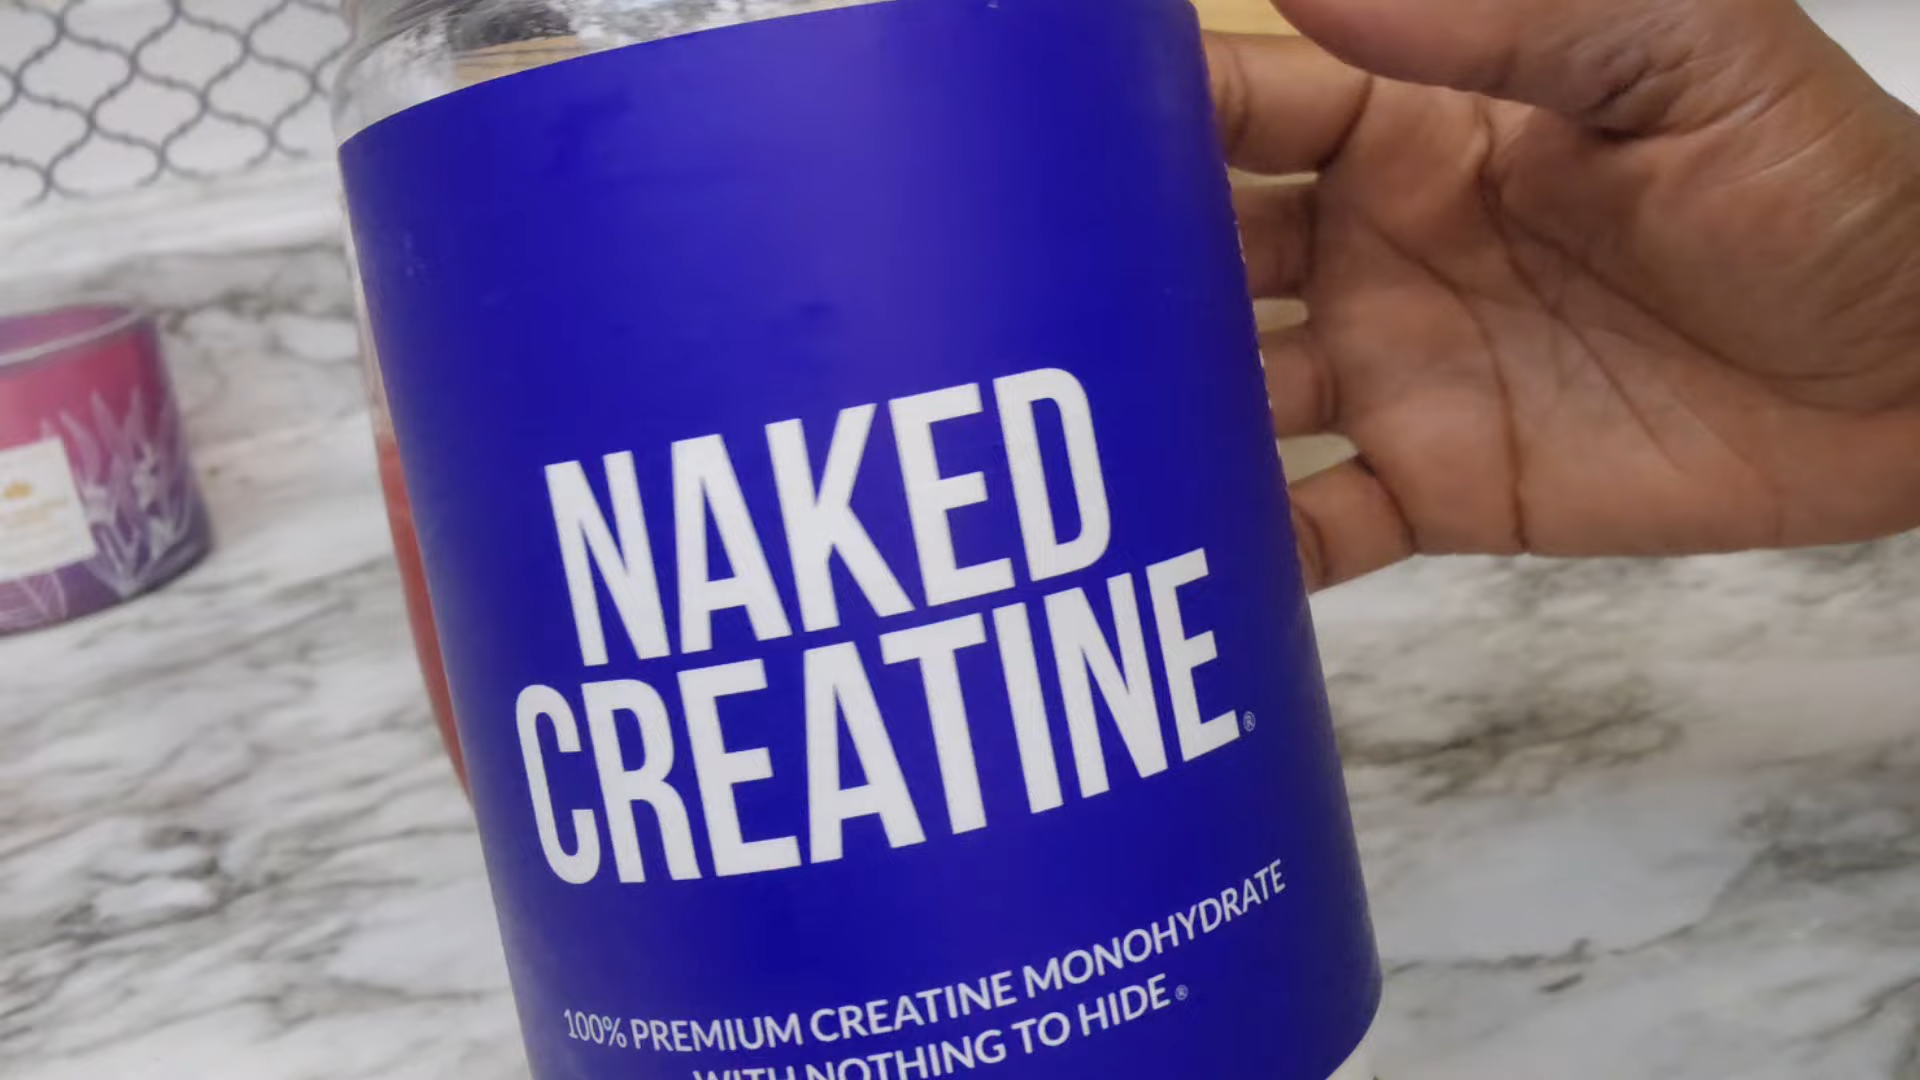 NAKED
CREATINE®
100% PREMIUM CREATINE MONOHYDRATE
WITH NOTHING TO HIDE®